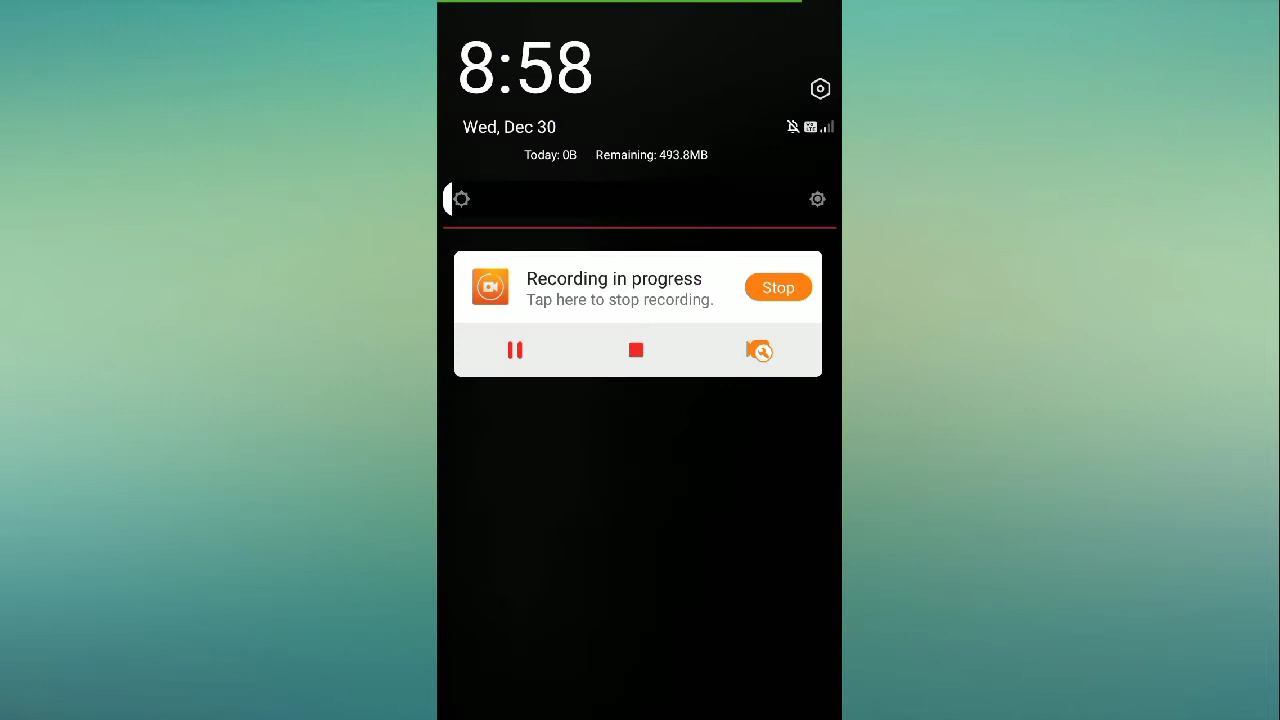 8:58
Wed, Dec 30
Today: 0B Remaining: 493.8MB
Recording in progress
Tap here to stop recording.
Stop